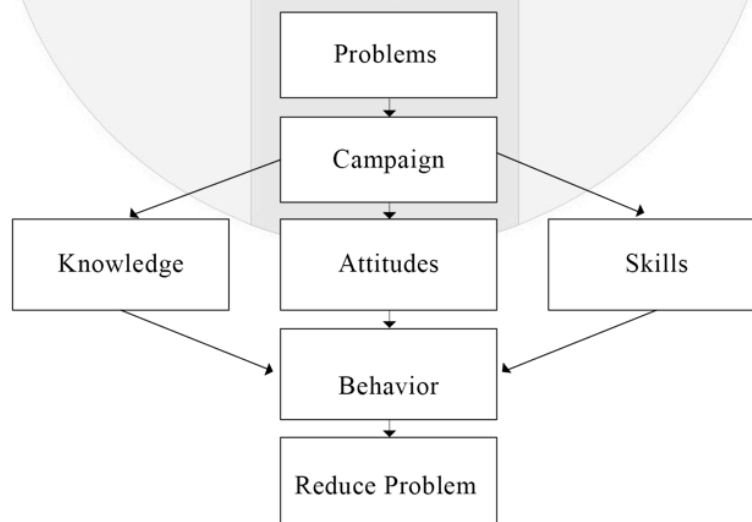 Problems
Campaign
Knowledge
Attitudes
Skills
Behavior
Reduce Problem